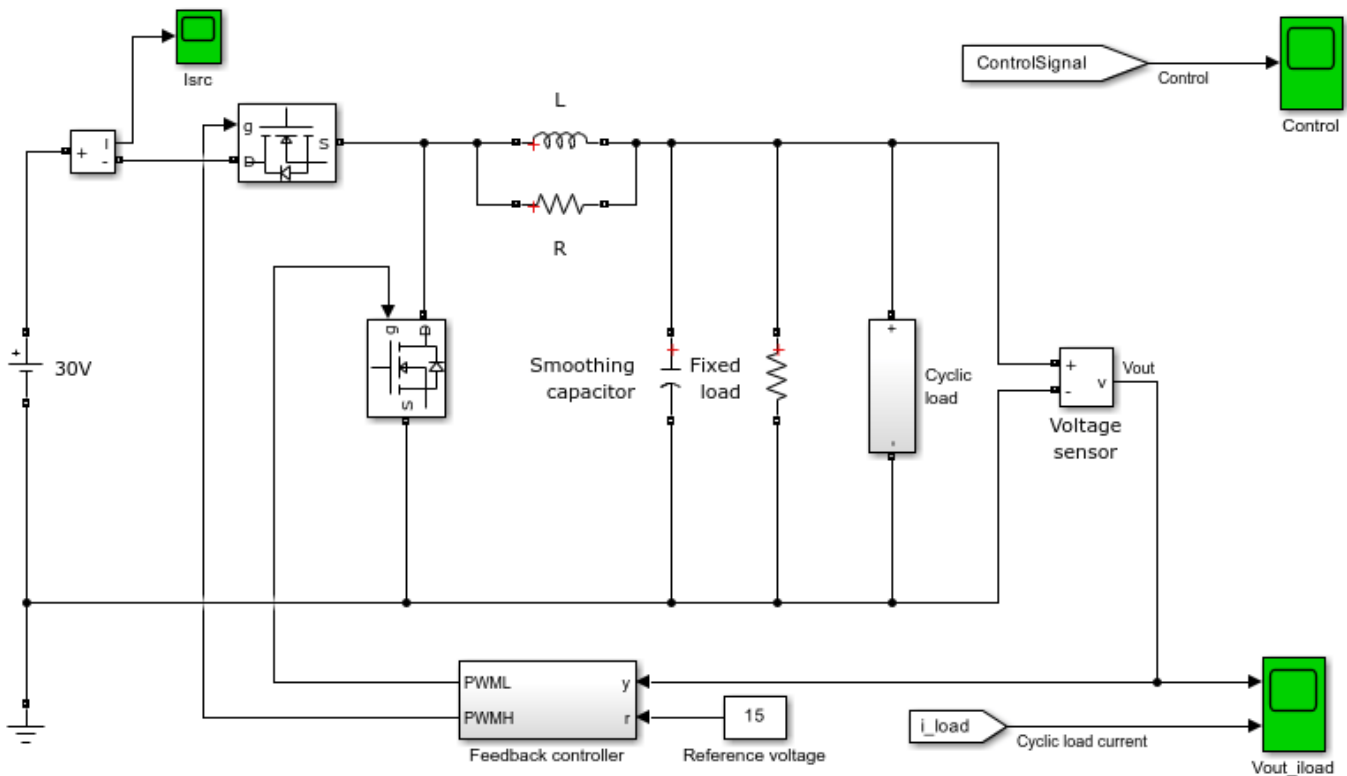 Isrc
ControlSignal
Control
Control
+
I
-
g
D
S
L
+
+
R
30V
+
g
D
S
Smoothing
capacitor
+
Fixed
load
+
+
-
Cyclic
load
+
-
v
Vout
Voltage
sensor
PWML
PWMH
y
r
Feedback controller
15
Reference voltage
i_load
Cyclic load current
Vout_iload